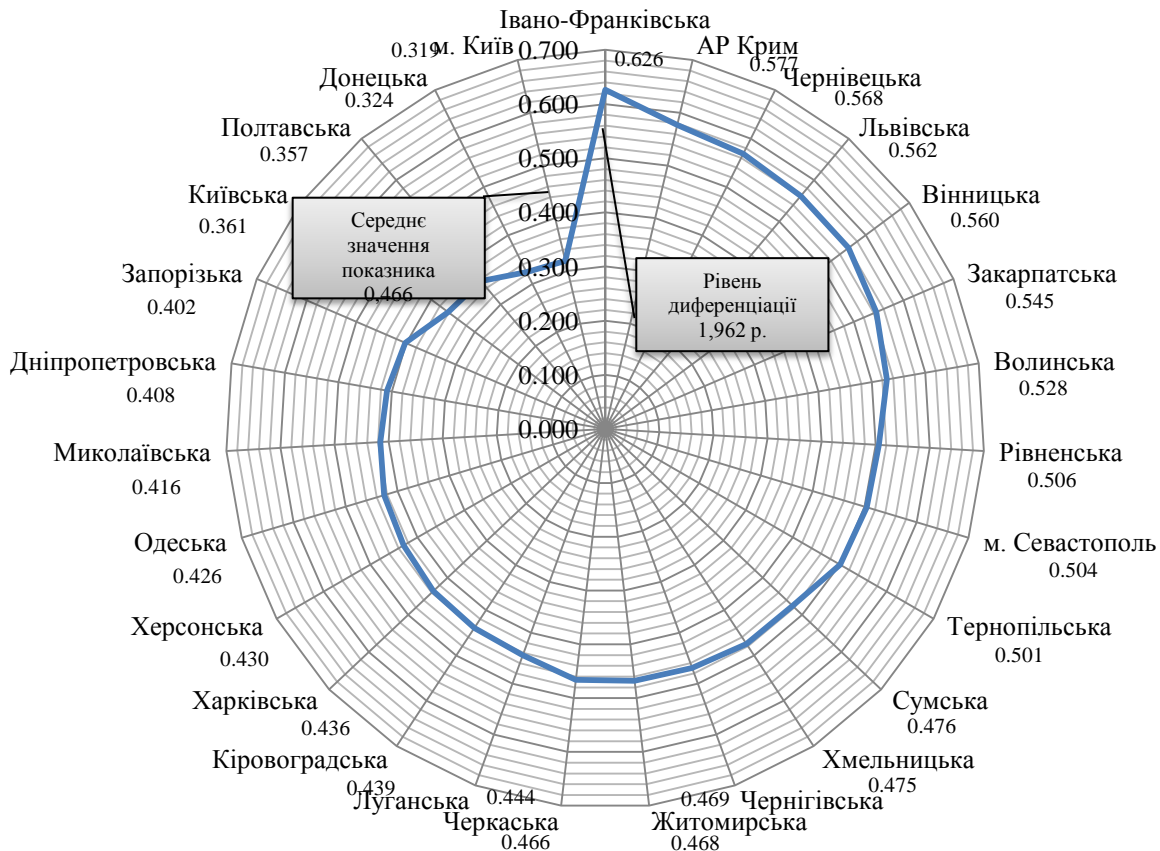 Івано-Франківська
0.626
АР Крим
0.577
Чернівецька
0.568
Львівська
0.562
Вінницька
0.560
Закарпатська
0.545
Волинська
0.528
Рівненська
0.506
м. Севастополь
0.504
Тернопільська
0.501
Сумська
0.476
Хмельницька
0.475
Чернігівська
0.469
Житомирська
0.468
Черкаська
0.466
Луганська
0.444
Кіровоградська
0.439
Харківська
0.436
Херсонська
0.430
Одеська
0.426
Миколаївська
0.416
Дніпропетровська
0.408
Запорізька
0.402
Київська
0.361
Полтавська
0.357
Донецька
0.324
м. Київ
0.319
0.700
0.600
0.500
0.400
0.300
0.200
0.100
0.000
Середнє
значення
показника
0,466
Рівень
диференціації
1,962 р.